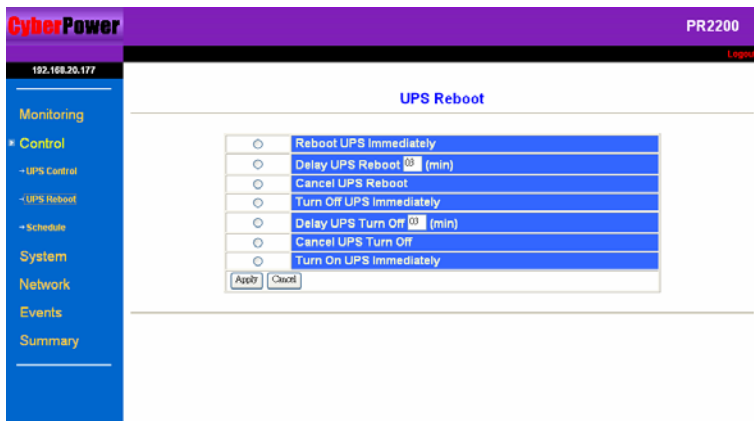 CyberPower
PR2200
Logou
192.168.20.177
UPS Reboot
Monitoring
Control
UPS Control
UPS Reboot
Schedule
System
Network
Events
Summary
Reboot UPS Immediately
Delay UPS Reboot 03 (min)
Cancel UPS Reboot
Turn Off UPS Immediately
Delay UPS Turn Off 03 (min)
Cancel UPS Turn Off
Turn On UPS Immediately
Apply Cancel